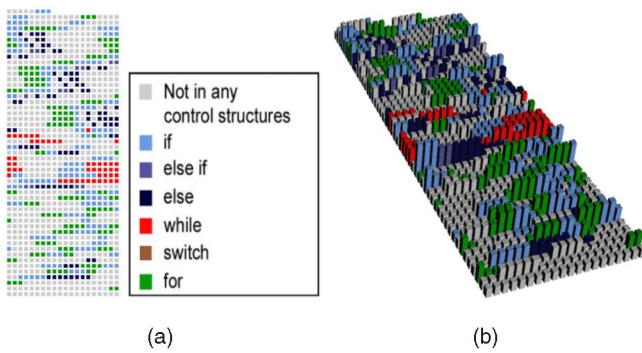 Not in any
control structures
if
else if
else
while
switch
for
(a)
(b)